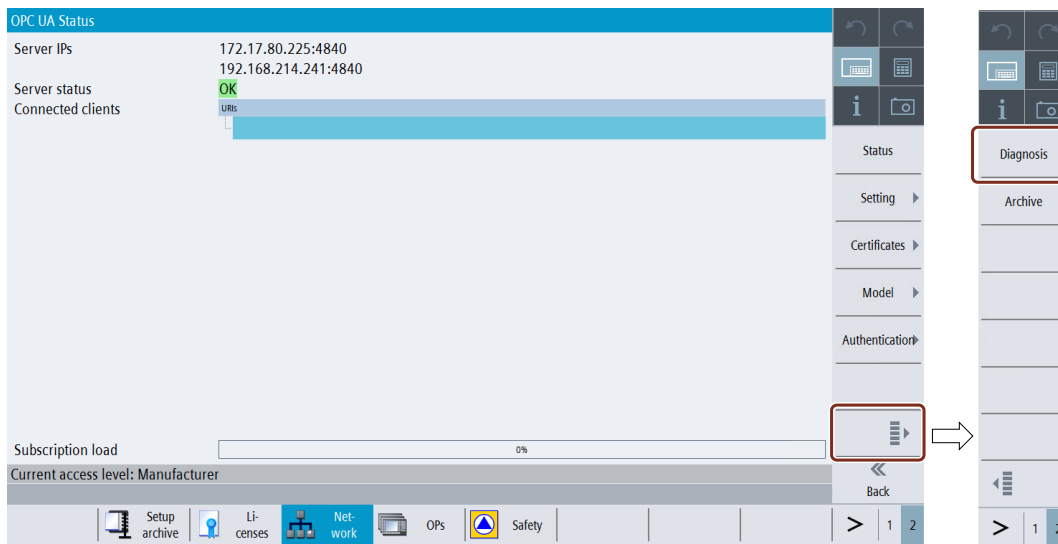 OPC UA Status
Server IPs 172.17.80.225:4840
192.168.214.241:4840
Server status OK
Connected clients URIs
Subscription load 0%
Current access level: Manufacturer
Setup archive
Li-censes
Net-work
OPs
Safety
i
Status
Setting
Certificates
Model
Authentication
Back
> 1 2
i
Diagnosis
Archive
> 1 2